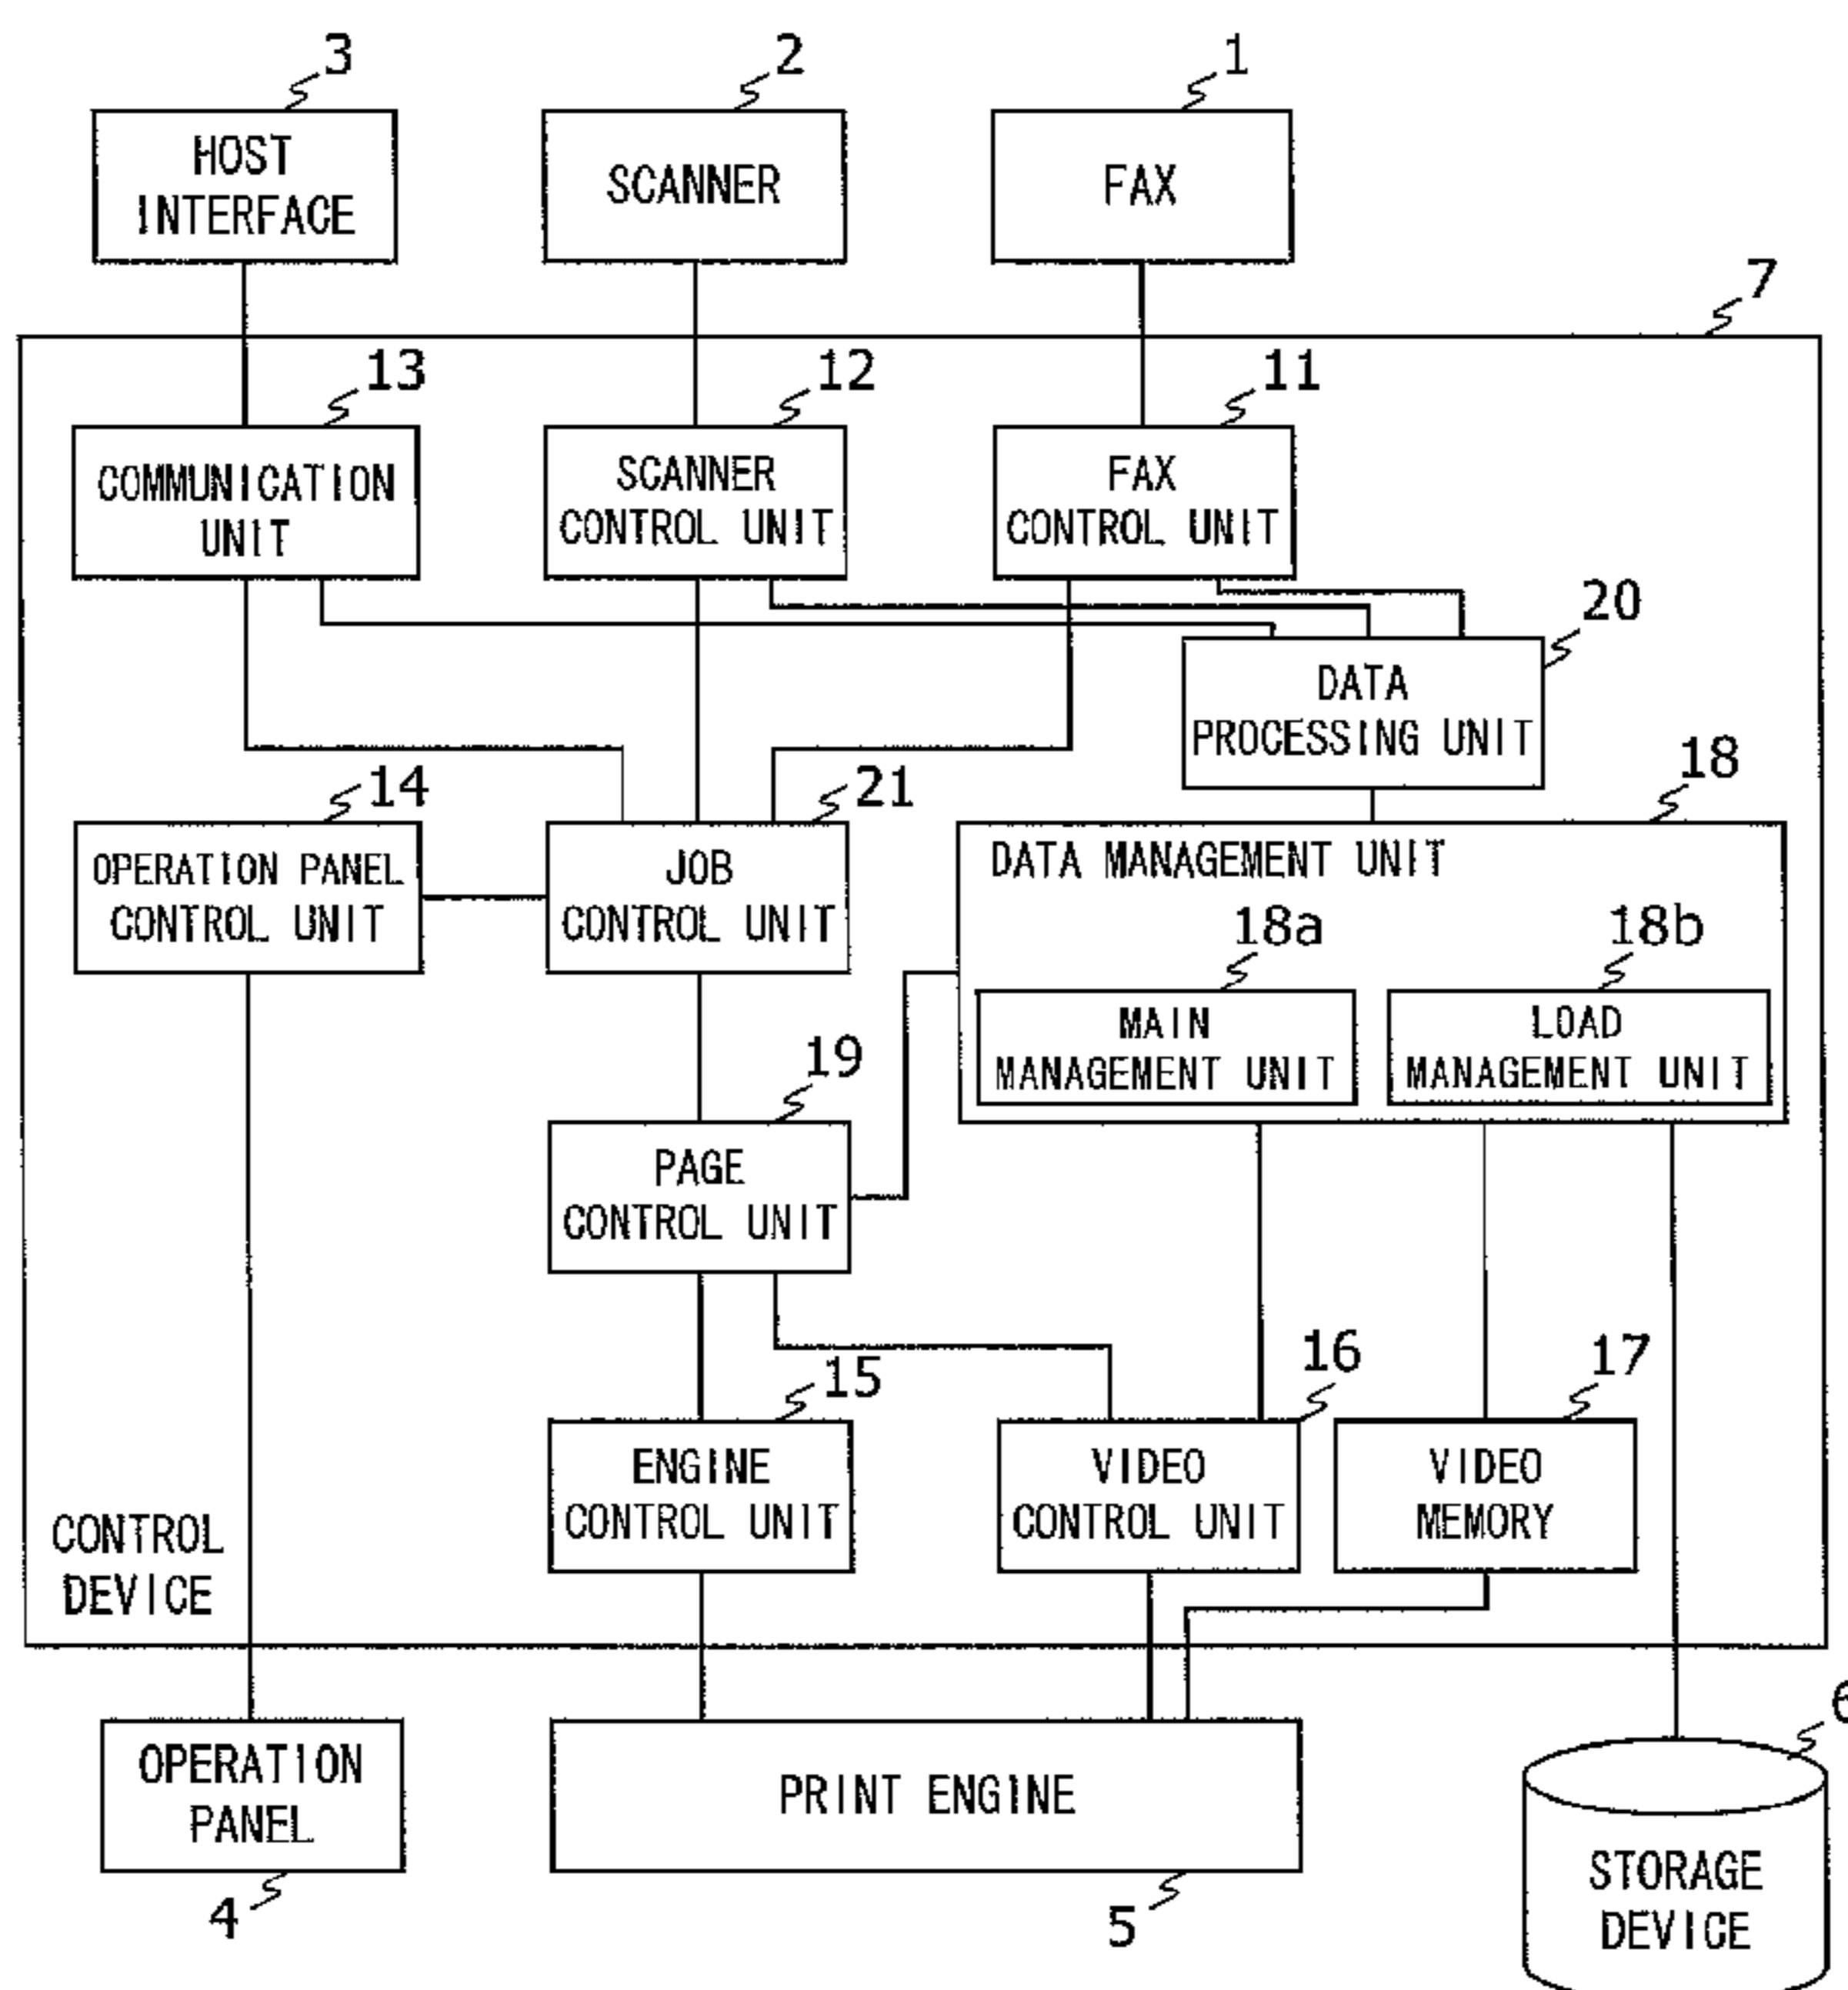 3
2
1
HOST
INTERFACE
SCANNER
FAX
7
13
12
11
COMMUNICATION
UNIT
SCANNER
CONTROL UNIT
FAX
CONTROL UNIT
20
DATA
PROCESSING UNIT
14
21
18
OPERATION PANEL
CONTROL UNIT
JOB
CONTROL UNIT
DATA MANAGEMENT UNIT
18a
18b
MAIN
MANAGEMENT UNIT
LOAD
MANAGEMENT UNIT
19
PAGE
CONTROL UNIT
15
16
17
ENGINE
CONTROL UNIT
VIDEO
CONTROL UNIT
VIDEO
MEMORY
CONTROL
DEVICE
6
OPERATION
PANEL
PRINT ENGINE
STORAGE
DEVICE
4
5